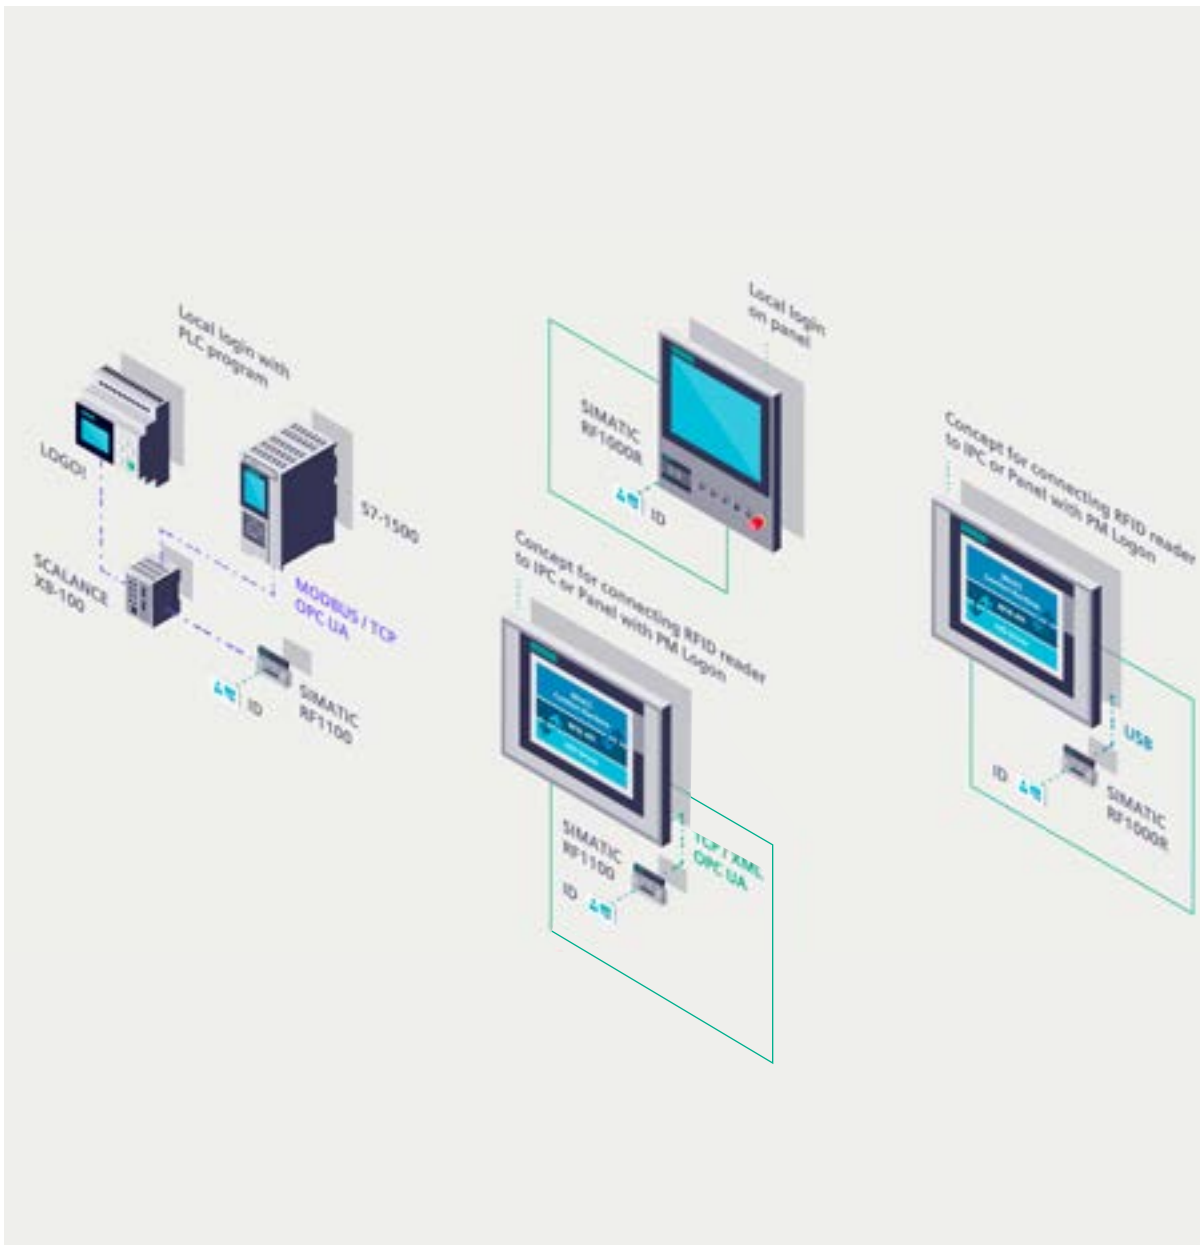 Local login with
PLC program
LOGO!
S7-1500
SCALANCE
XB-100
MODBUS / TCP
OPC UA
ID
SIMATIC
RF1100
Local login
on panel
SIMATIC
RF1000R
ID
Concept for connecting RFID reader
to IPC or Panel with PM Logon
SIMATIC
RF1100
ID
TCP / XML,
OPC UA
Concept for connecting RFID reader
to IPC or Panel with PM Logon
USB
ID
SIMATIC
RF1000R